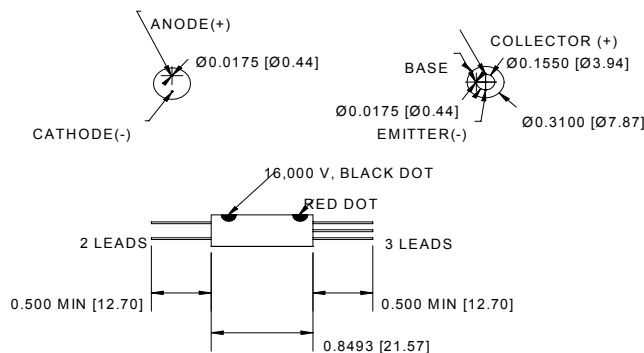 ANODE(+)
Ø0.0175 [Ø0.44]
CATHODE(-)
COLLECTOR (+)
Ø0.1550 [Ø3.94]
BASE
Ø0.0175 [Ø0.44]
EMITTER(-)
Ø0.3100 [Ø7.87]
16,000 V, BLACK DOT
RED DOT
2 LEADS
3 LEADS
0.500 MIN [12.70]
0.500 MIN [12.70]
0.8493 [21.57]